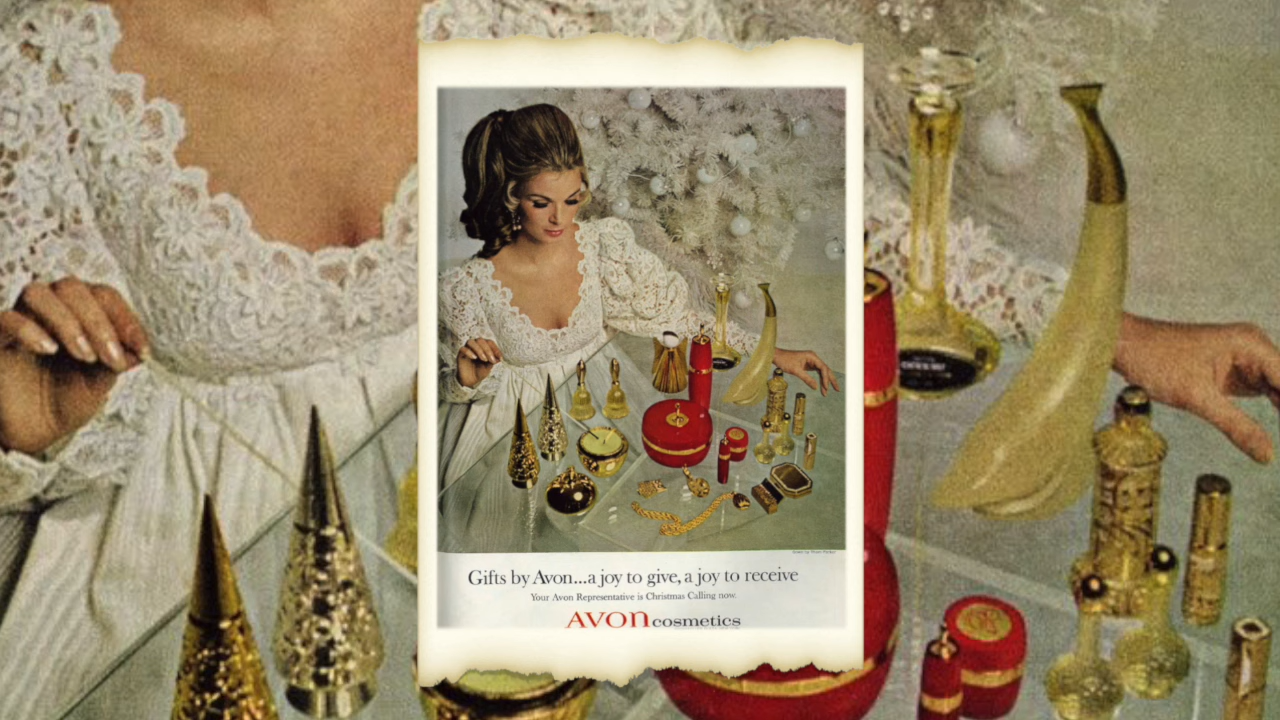 Gifts by Avon...a joy to give, a joy to receive
Your Avon Representative is Christmas Calling now.
AVON cosmetics